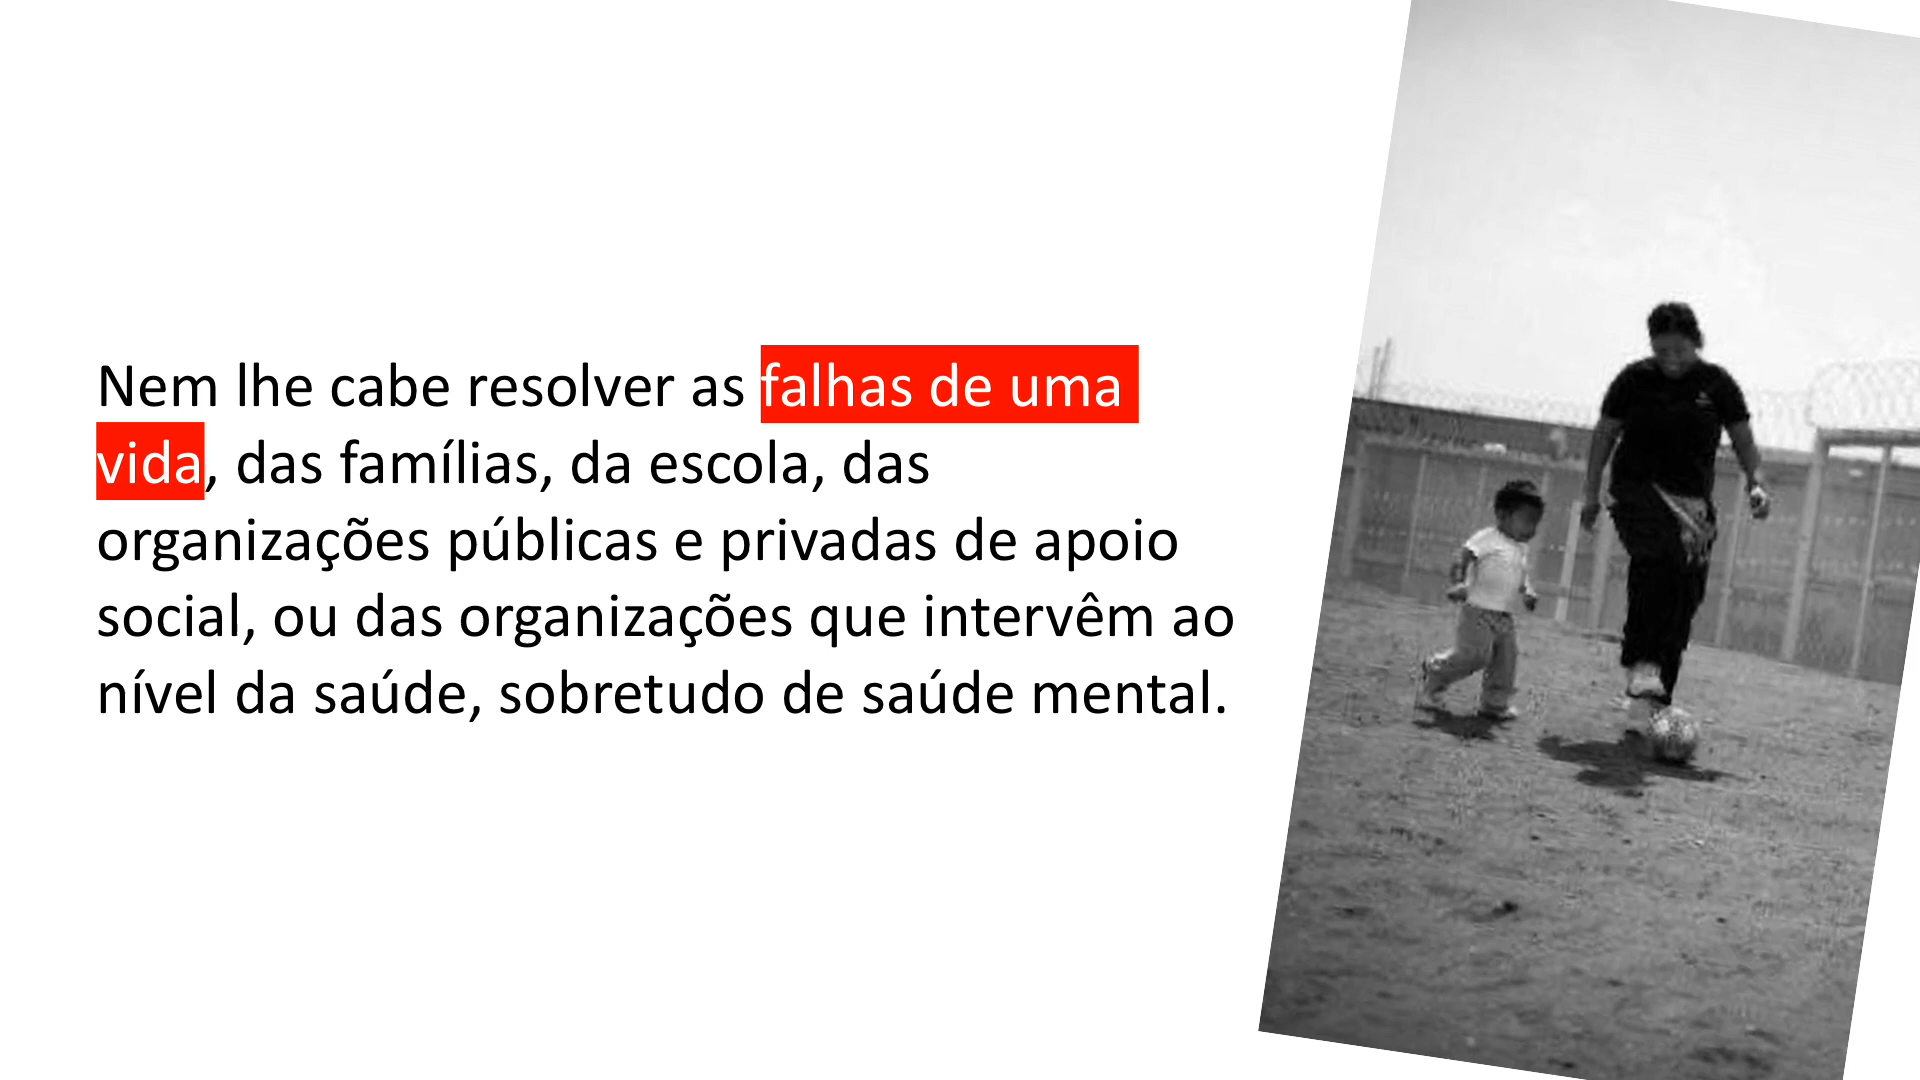 Nem lhe cabe resolver as falhas de uma
vida, das famílias, da escola, das
organizações públicas e privadas de apoio
social, ou das organizações que intervêm ao
nível da saúde, sobretudo de saúde mental.